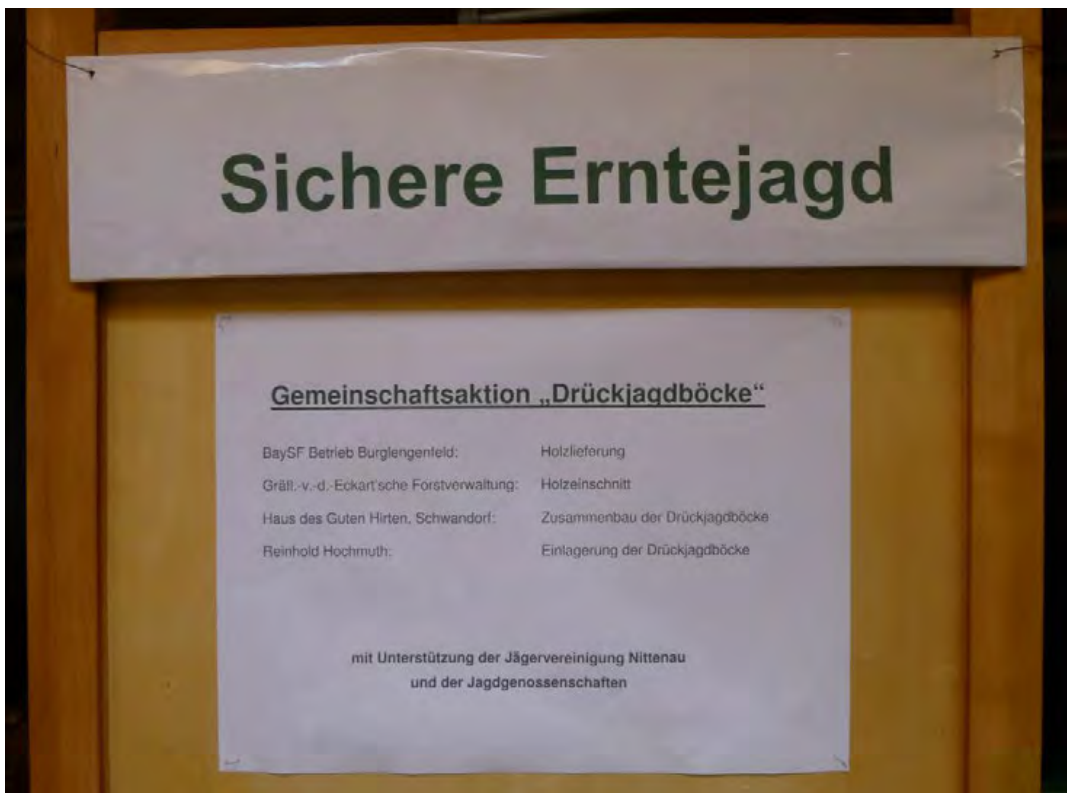 Sichere Erntejagd
Gemeinschaftsaktion „Drückjagdböcke“
BaySF Betrieb Burglengenfeld: Holzlieferung
Gräfl.-v.-d.-Eckart'sche Forstverwaltung: Holzeinschnitt
Haus des Guten Hirten, Schwandorf: Zusammenbau der Drückjagdböcke
Reinhold Hochmuth: Einlagerung der Drückjagdböcke
mit Unterstützung der Jägervereinigung Nittenau
und der Jagdgenossenschaften